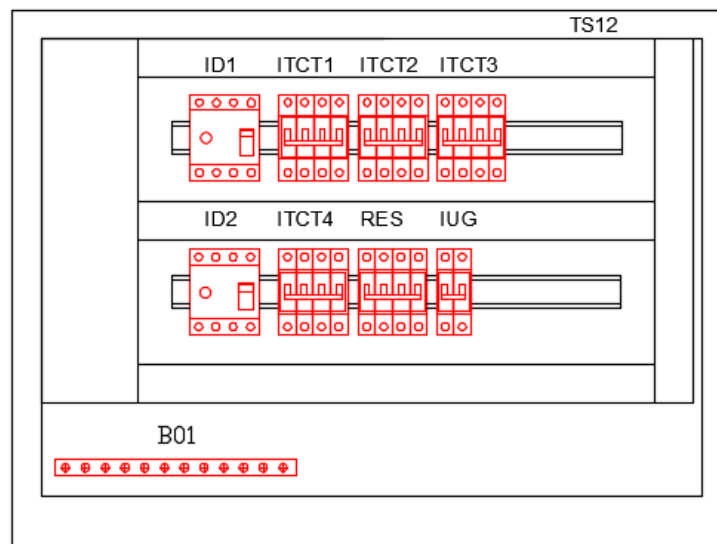 TS12
ID1 ITCT1 ITCT2 ITCT3
ID2 ITCT4 RES IUG
B01